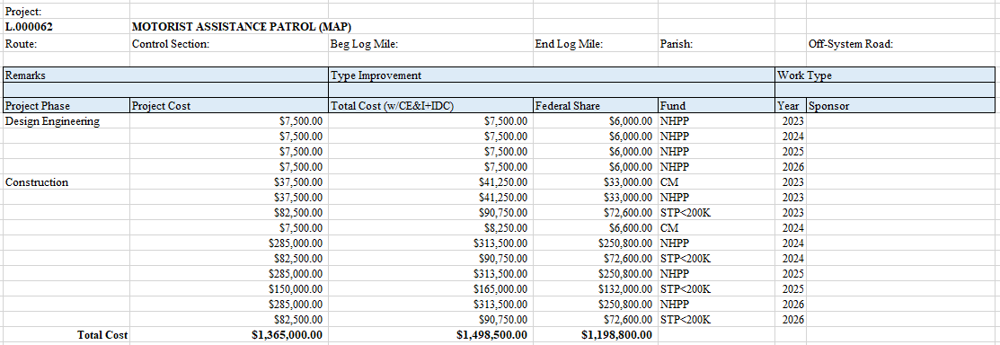 Project:
L.000062 MOTORIST ASSISTANCE PATROL (MAP)
Route: Control Section: Beg Log Mile: End Log Mile: Parish: Off-System Road:
Remarks Type Improvement Work Type
Project Phase Project Cost Total Cost (w/CE&I+IDC) Federal Share Fund Year Sponsor
Design Engineering $7,500.00 $7,500.00 $6,000.00 NHPP 2023
$7,500.00 $7,500.00 $6,000.00 NHPP 2024
$7,500.00 $7,500.00 $6,000.00 NHPP 2025
$7,500.00 $7,500.00 $6,000.00 NHPP 2026
Construction $37,500.00 $41,250.00 $33,000.00 CM 2023
$37,500.00 $41,250.00 $33,000.00 NHPP 2023
$82,500.00 $90,750.00 $72,600.00 STP<200K 2023
$7,500.00 $8,250.00 $6,600.00 CM 2024
$285,000.00 $313,500.00 $250,800.00 NHPP 2024
$82,500.00 $90,750.00 $72,600.00 STP<200K 2024
$285,000.00 $313,500.00 $250,800.00 NHPP 2025
$150,000.00 $165,000.00 $132,000.00 STP<200K 2025
$285,000.00 $313,500.00 $250,800.00 NHPP 2026
$82,500.00 $90,750.00 $72,600.00 STP<200K 2026
Total Cost $1,365,000.00 $1,498,500.00 $1,198,800.00